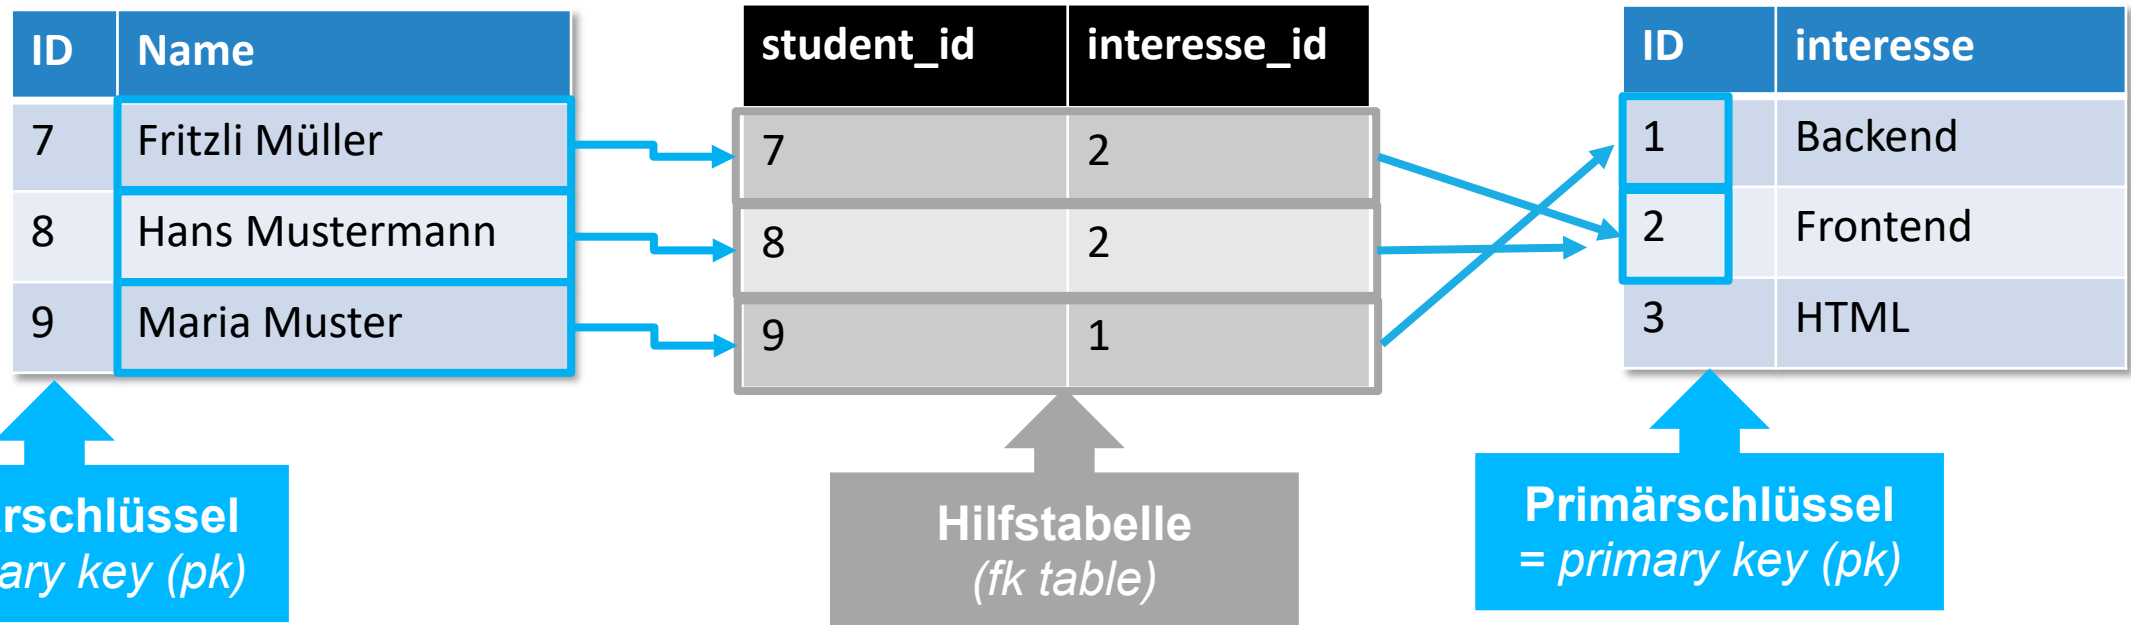 ID Name
7 Fritzli Müller
8 Hans Mustermann
9 Maria Muster
student_id interesse_id
7 2
8 2
9 1
ID interesse
1 Backend
2 Frontend
3 HTML
rschlüssel
ary key (pk)
Hilfstabelle
(fk table)
Primärschlüssel
= primary key (pk)